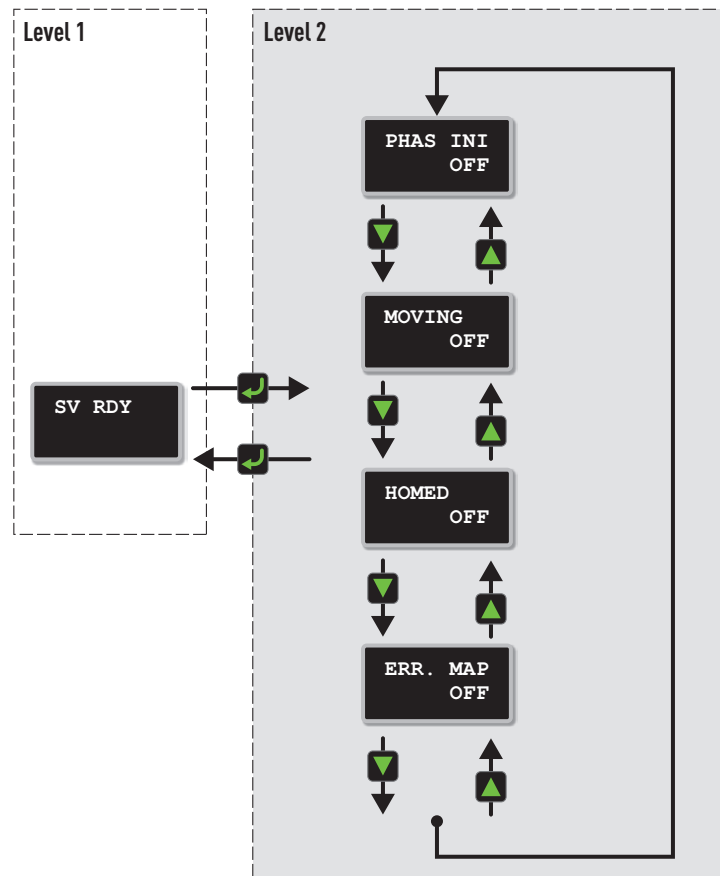 Level 1
Level 2
PHAS INI
OFF
MOVING
OFF
SV RDY
HOMED
OFF
ERR. MAP
OFF